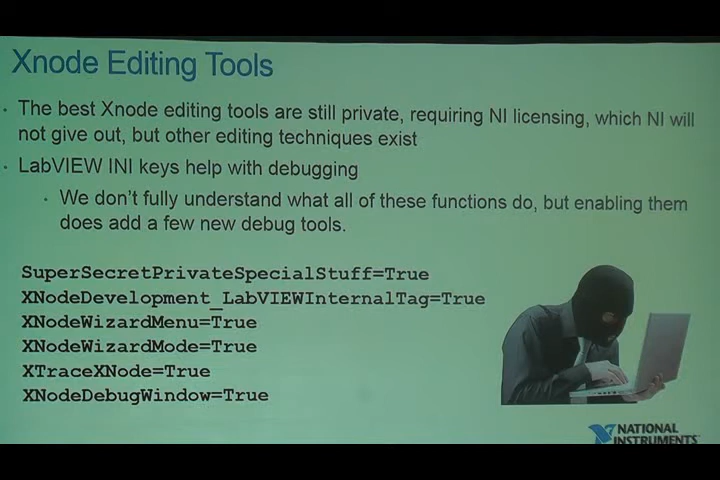 Xnode Editing Tools
· The best Xnode editing tools are still private, requiring NI licensing, which NI will
not give out, but other editing techniques exist
· LabVIEW INI keys help with debugging
· We don't fully understand what all of these functions do, but enabling them
does add a few new debug tools.
SuperSecretPrivateSpecialStuff=True
XNodeDevelopment_LabVIEWInternalTag=True
XNodeWizardMenu=True
XNodeWizardMode=True
XTraceXNode=True
XNodeDebugWindow=True
NATIONAL
INSTRUMENTS